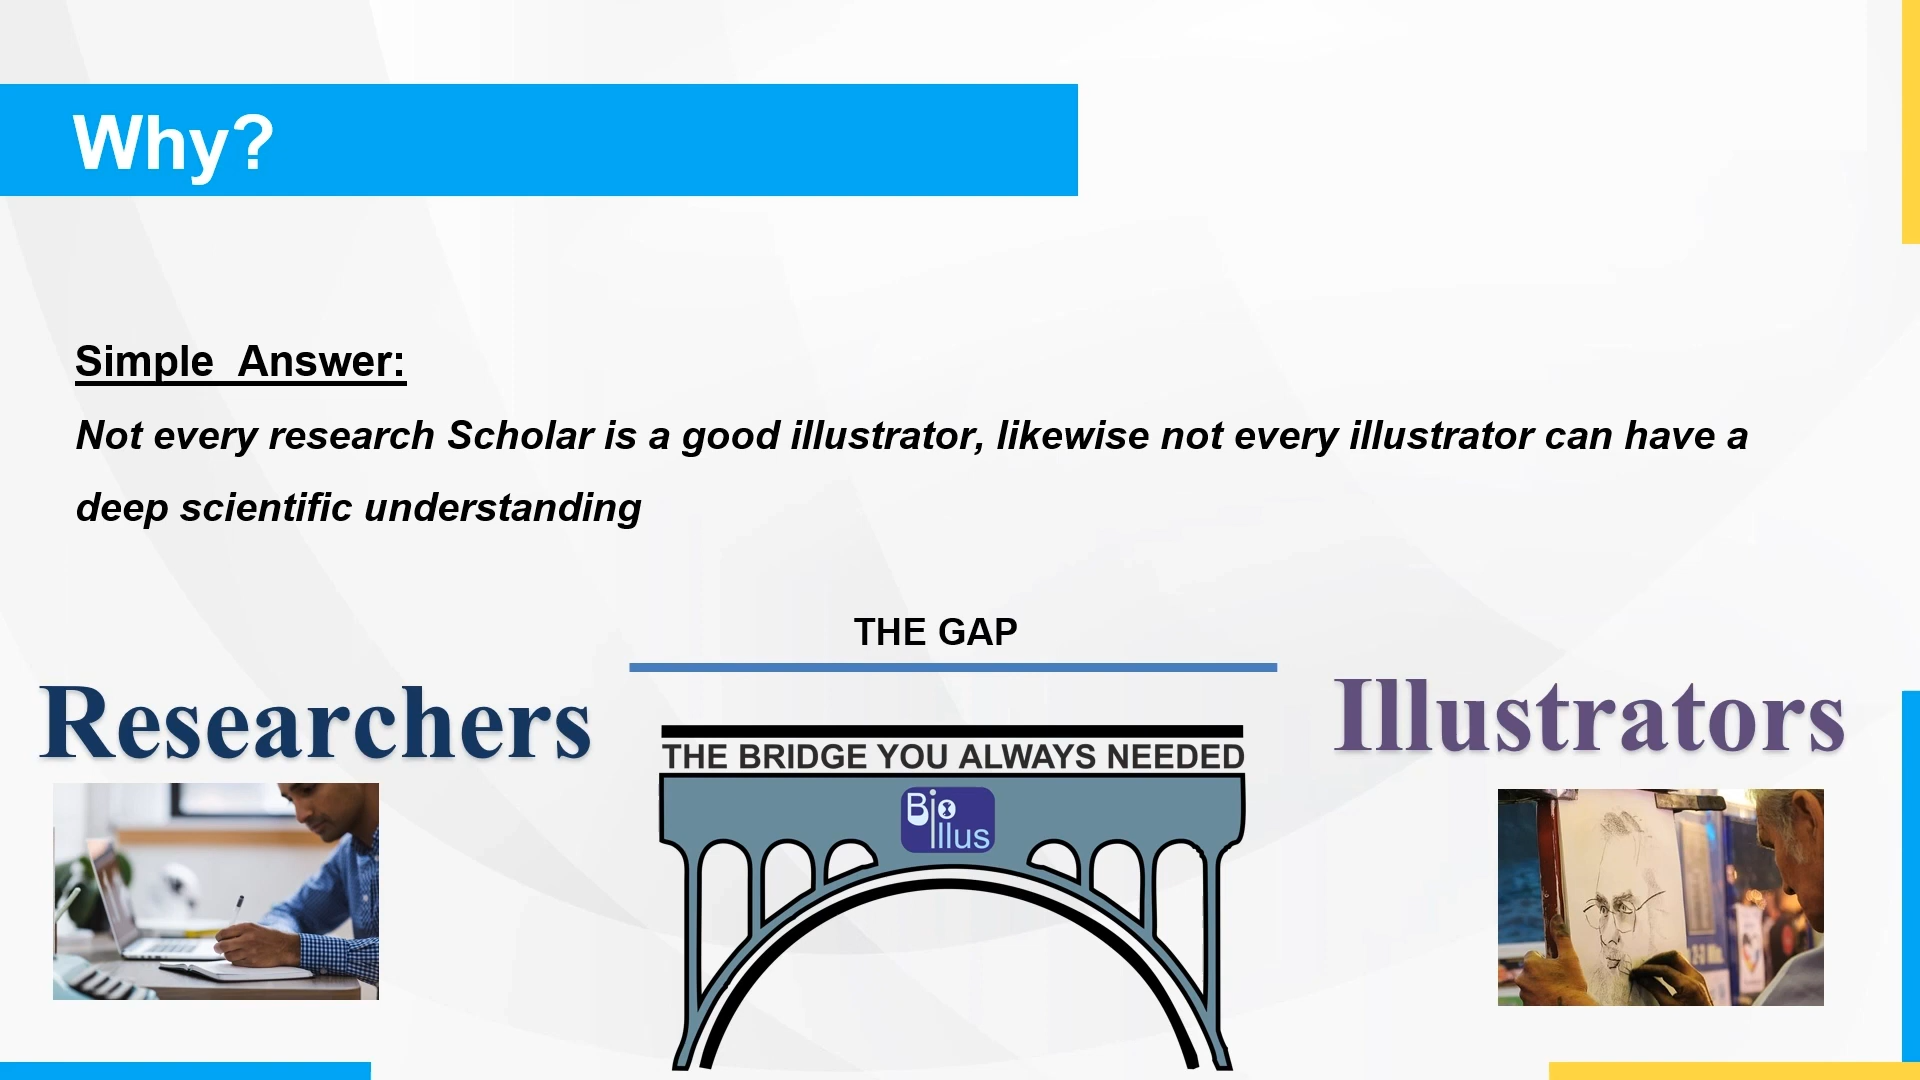 Why?
Simple Answer:
Not every research Scholar is a good illustrator, likewise not every illustrator can have a
deep scientific understanding
THE GAP
Researchers
Illustrators
THE BRIDGE YOU ALWAYS NEEDED
Bio
Illus